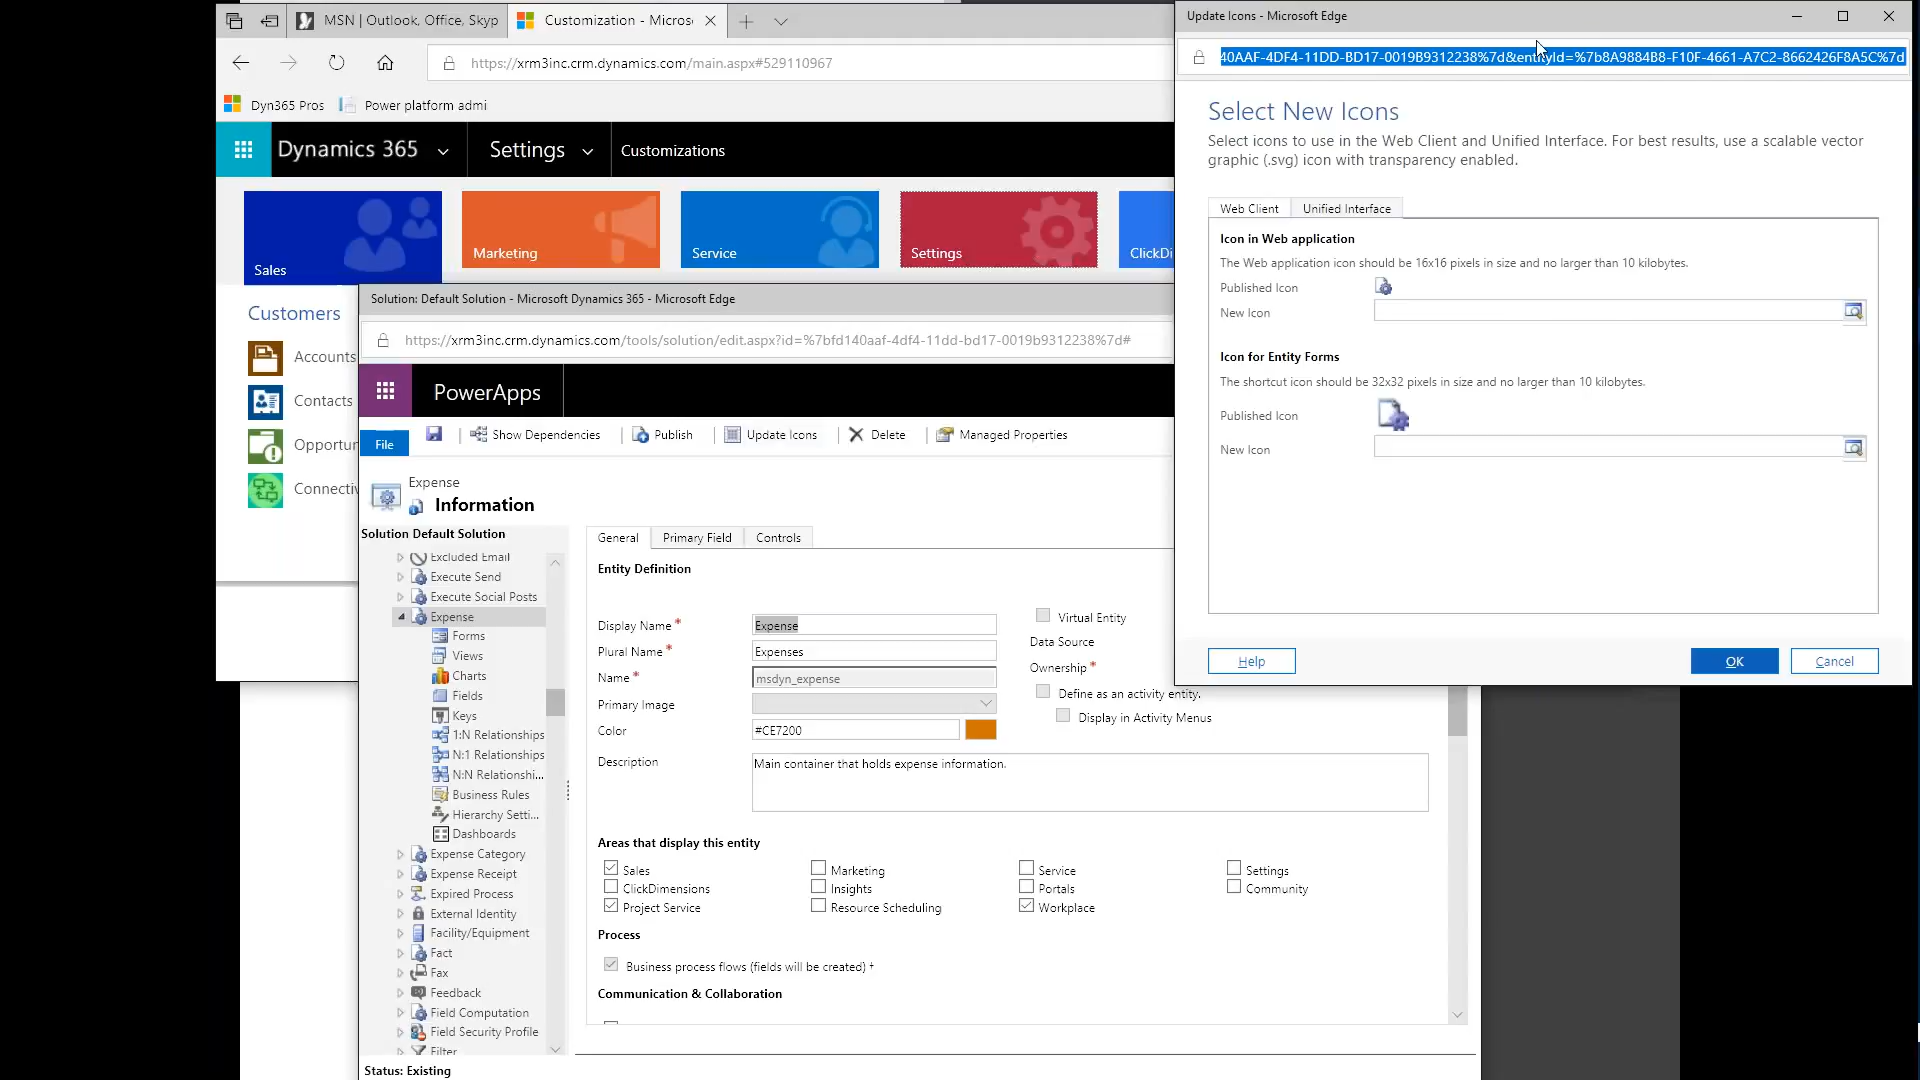 MSN | Outlook, Office, Skyp
Customization - Micros
https://xrm3inc.crm.dynamics.com/main.aspx#529110967
Dyn365 Pros
Power platform admi
Dynamics 365
Settings
Customizations
Sales
Marketing
Service
Settings
ClickDi
Customers
Accounts
Contacts
Opportun
Connectiv
Solution: Default Solution - Microsoft Dynamics 365 - Microsoft Edge
https://xrm3inc.crm.dynamics.com/tools/solution/edit.aspx?id=%7bfd140aaf-4df4-11dd-bd17-0019b9312238%7d#
PowerApps
File
Show Dependencies
Publish
Update Icons
Delete
Managed Properties
Expense
Information
Solution Default Solution
Excluded Email
Execute Send
Execute Social Posts
Expense
Forms
Views
Charts
Fields
Keys
1:N Relationships
N:1 Relationships
N:N Relationshi...
Business Rules
Hierarchy Setti...
Dashboards
Expense Category
Expense Receipt
Expired Process
External Identity
Facility/Equipment
Fact
Fax
Feedback
Field Computation
Field Security Profile
Filter
General
Primary Field
Controls
Entity Definition
Display Name *
Expense
Plural Name *
Expenses
Name *
msdyn_expense
Primary Image
Color
#CE7200
Virtual Entity
Data Source
Ownership *
Define as an activity entity.
Display in Activity Menus
Description
Main container that holds expense information.
Areas that display this entity
Sales
Marketing
Service
Settings
ClickDimensions
Insights
Portals
Community
Project Service
Resource Scheduling
Workplace
Process
Business process flows (fields will be created) †
Communication & Collaboration
Status: Existing
Update Icons - Microsoft Edge
40AAF-4DF4-11DD-BD17-0019B9312238%7d&entityId=%7b8A9884B8-F10F-4661-A7C2-8662426F8A5C%7d
Select New Icons
Select icons to use in the Web Client and Unified Interface. For best results, use a scalable vector
graphic (.svg) icon with transparency enabled.
Web Client
Unified Interface
Icon in Web application
The Web application icon should be 16x16 pixels in size and no larger than 10 kilobytes.
Published Icon
New Icon
Icon for Entity Forms
The shortcut icon should be 32x32 pixels in size and no larger than 10 kilobytes.
Published Icon
New Icon
Help
OK
Cancel